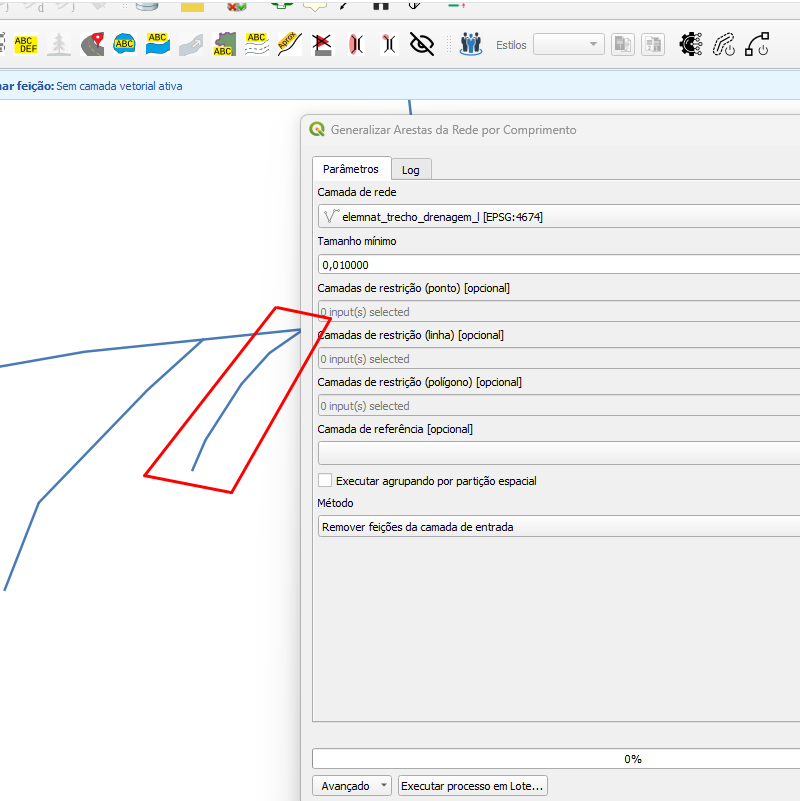 ABC
DEF
ABC
ABC
ABC
ABC
Aprox
Estilos
nar feição: Sem camada vetorial ativa
Generalizar Arestas da Rede por Comprimento
Parâmetros
Log
Camada de rede
elemnat_trecho_drenagem_l [EPSG:4674]
Tamanho mínimo
0,010000
Camadas de restrição (ponto) [opcional]
0 input(s) selected
Camadas de restrição (linha) [opcional]
0 input(s) selected
Camadas de restrição (polígono) [opcional]
0 input(s) selected
Camada de referência [opcional]
Executar agrupando por partição espacial
Método
Remover feições da camada de entrada
0%
Avançado
Executar processo em Lote...